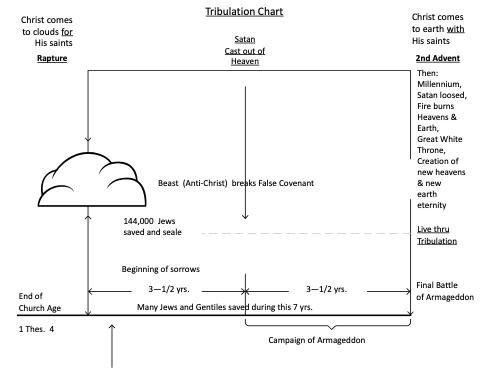 Tribulation Chart
Christ comes
to clouds for
His saints
Rapture
Satan
Cast out of
Heaven
Christ comes
to earth with
His saints
2nd Advent
Then:
Millennium,
Satan loosed,
Fire burns
Heavens &
Earth,
Great White
Throne,
Creation of
new heavens
& new
earth
eternity
Beast (Anti-Christ) breaks False Covenant
144,000 Jews
saved and seale
Live thru
Tribulation
Beginning of sorrows
3—1/2 yrs.
3—1/2 yrs.
Final Battle
of Armageddon
End of
Church Age
Many Jews and Gentiles saved during this 7 yrs.
1 Thes. 4
Campaign of Armageddon